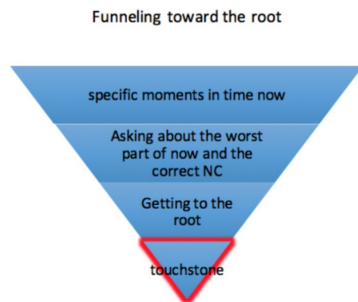 Funneling toward the root
specific moments in time now
Asking about the worst
part of now and the
correct NC
Getting to the
root
touchstone